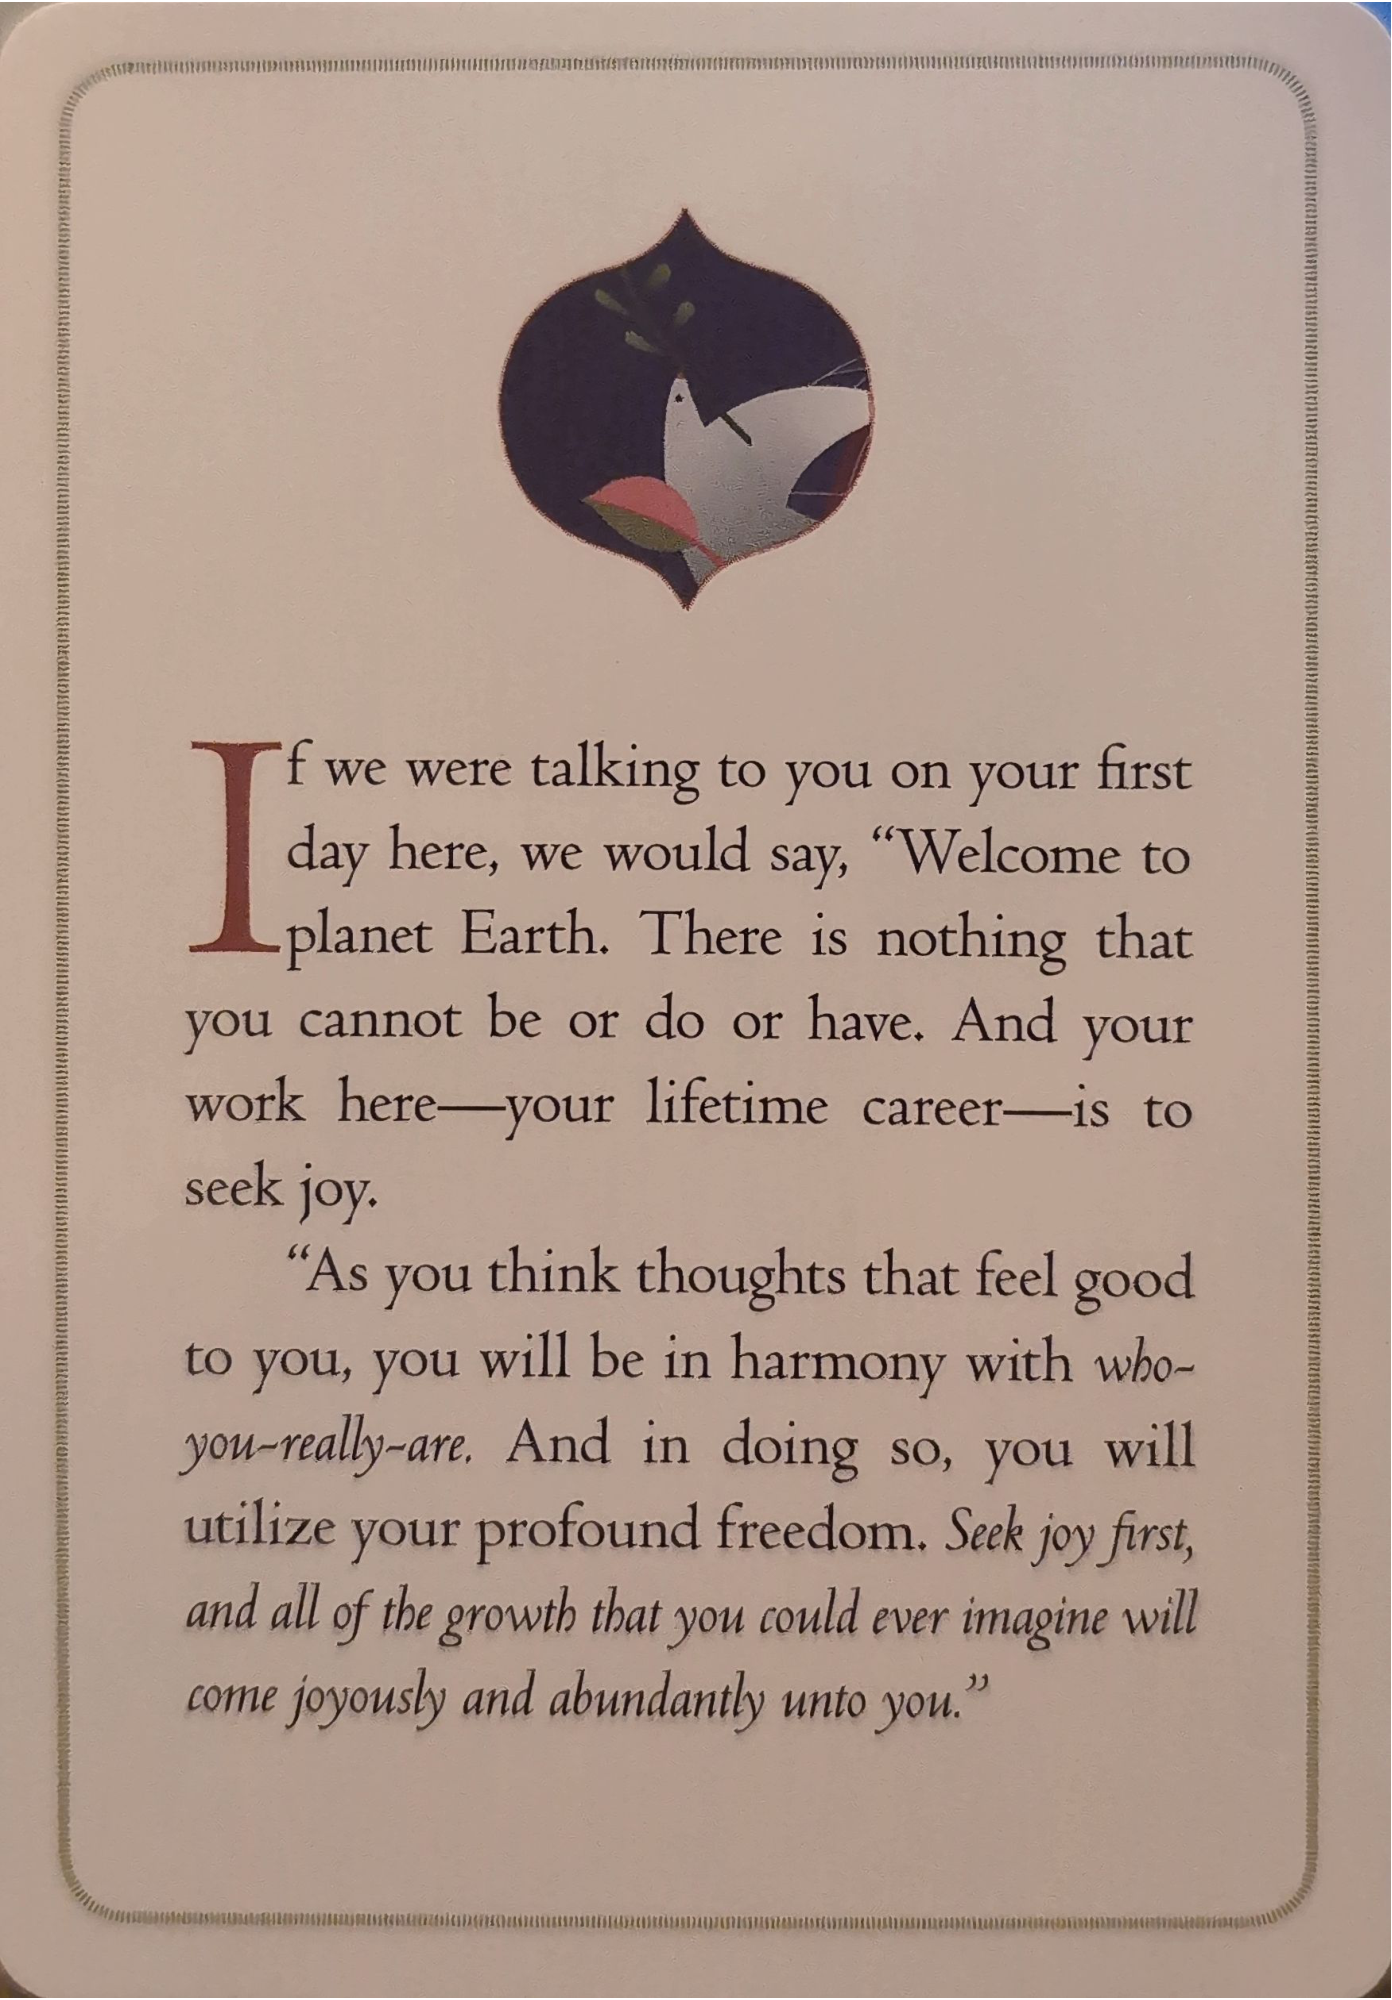 If we were talking to you on your first
day here, we would say, “Welcome to
planet Earth. There is nothing that
you cannot be or do or have. And your
work here—your lifetime career—is to
seek joy.
“As you think thoughts that feel good
to you, you will be in harmony with who-
you-really-are. And in doing so, you will
utilize your profound freedom. Seek joy first,
and all of the growth that you could ever imagine will
come joyously and abundantly unto you.”